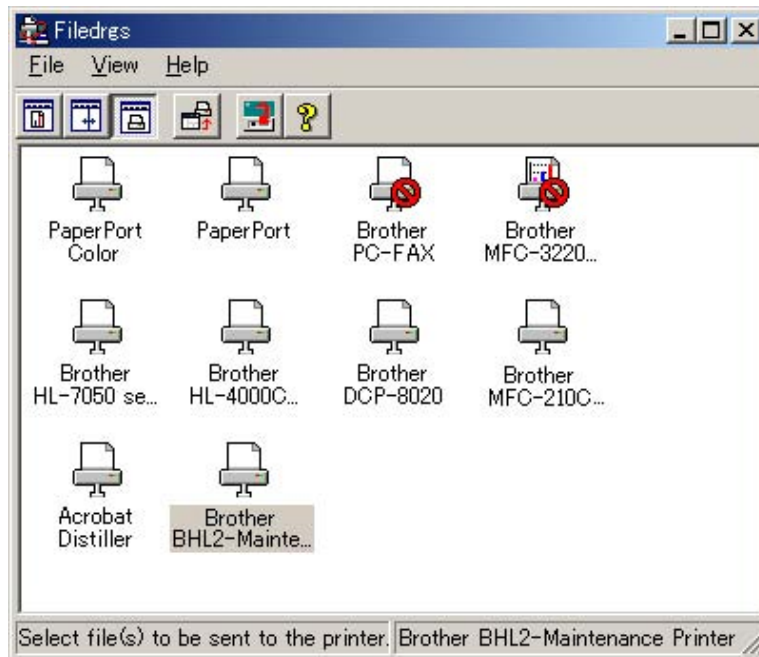 Filedrgs
File View Help
PaperPort
Color
PaperPort
Brother
PC-FAX
Brother
MFC-3220...
Brother
HL-7050 se...
Brother
HL-4000C...
Brother
DCP-8020
Brother
MFC-210C...
Acrobat
Distiller
Brother
BHL2-Mainte...
Select file(s) to be sent to the printer. Brother BHL2-Maintenance Printer